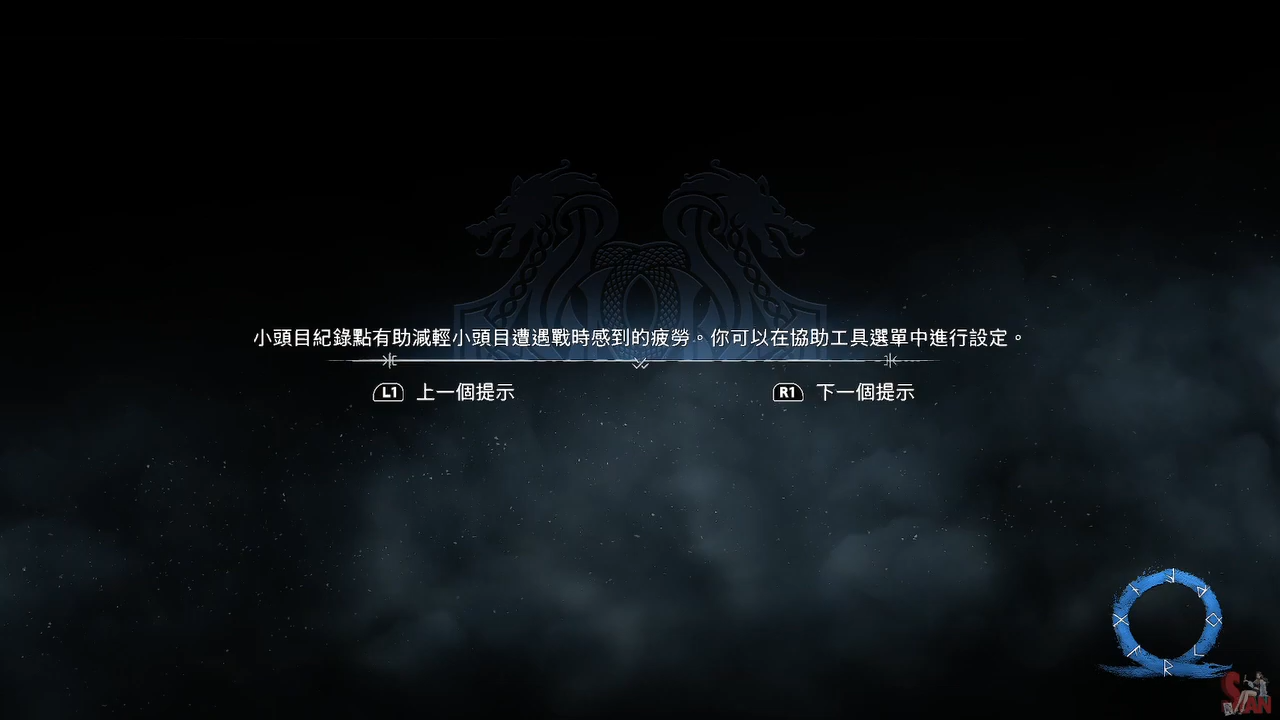 小頭目紀錄點有助減輕小頭目遭遇戰時感到的疲勞。你可以在協助工具選單中進行設定。
L1 上一個提示
R1 下一個提示
SAN